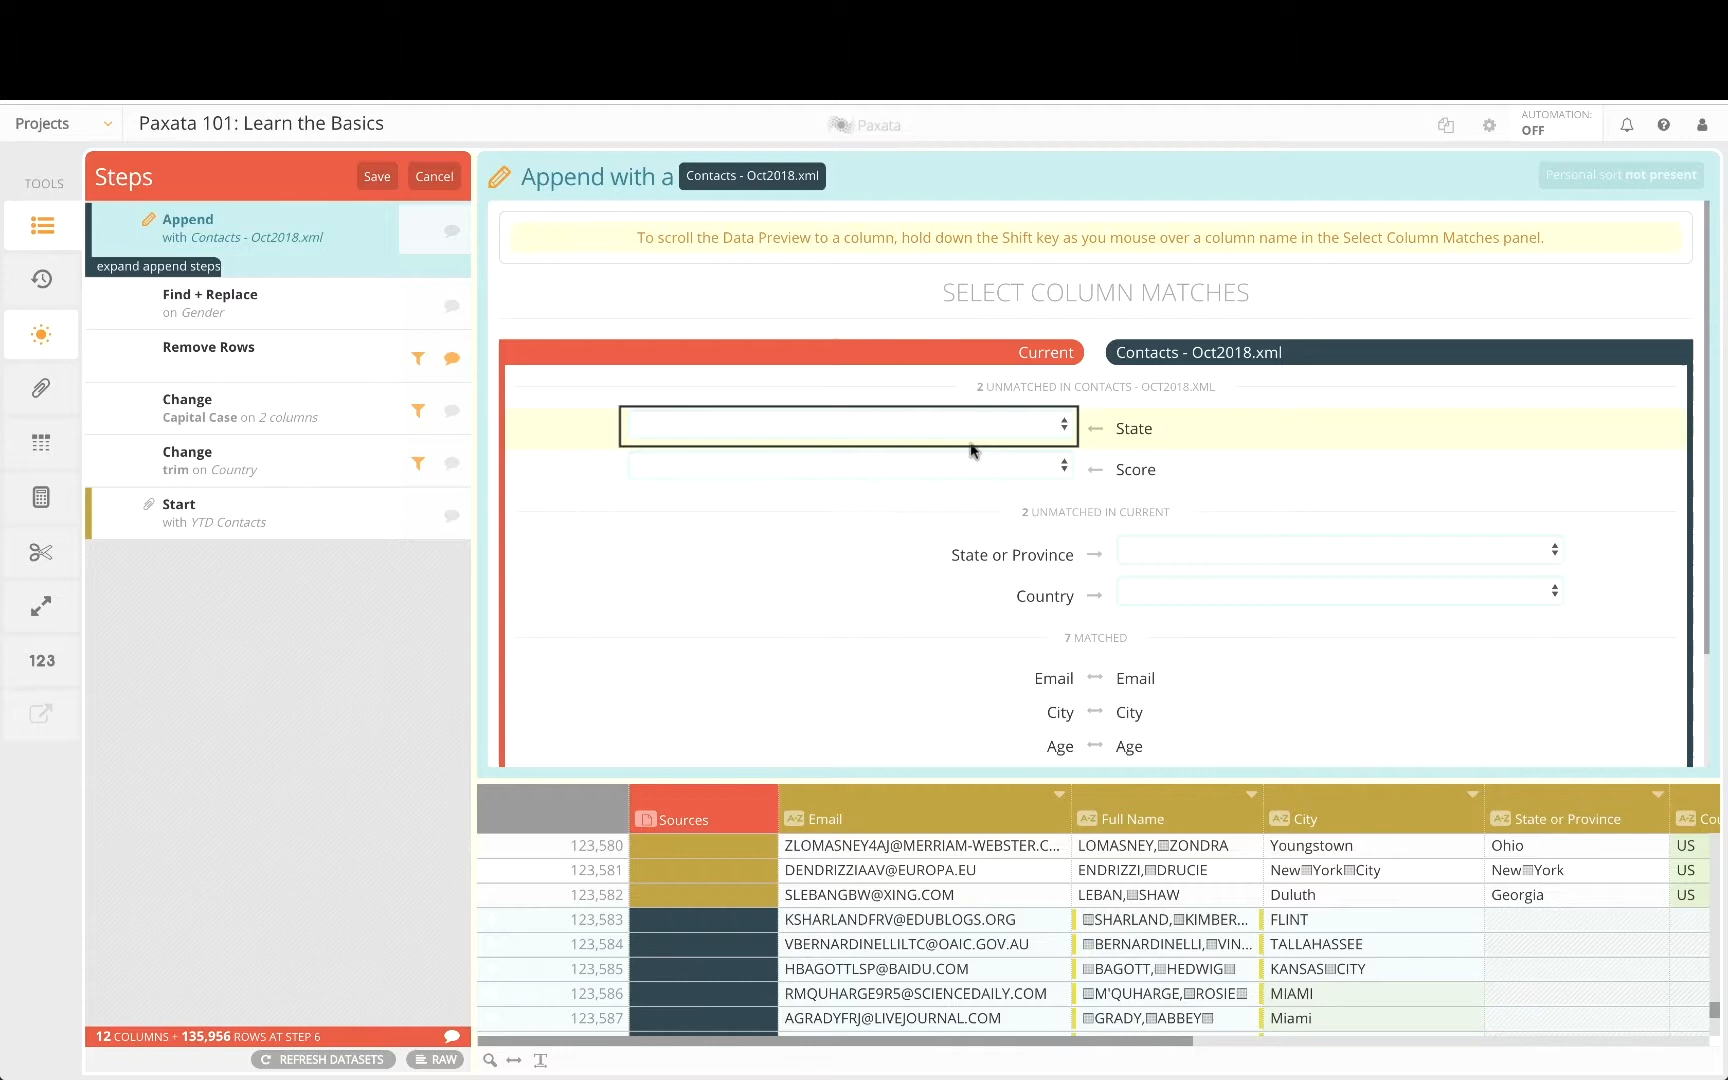 Projects
Paxata 101: Learn the Basics
Paxata
AUTOMATION:
OFF
TOOLS
Steps
Save
Cancel
Append
with Contacts - Oct2018.xml
expand append steps
Find + Replace
on Gender
Remove Rows
Change
Capital Case on 2 columns
Change
trim on Country
Start
with YTD Contacts
123
12 COLUMNS + 135,956 ROWS AT STEP 6
REFRESH DATASETS
RAW
Append with a Contacts - Oct2018.xml
Personal sort not present
To scroll the Data Preview to a column, hold down the Shift key as you mouse over a column name in the Select Column Matches panel.
SELECT COLUMN MATCHES
Current
Contacts - Oct2018.xml
2 UNMATCHED IN CONTACTS - OCT2018.XML
State
Score
2 UNMATCHED IN CURRENT
State or Province
Country
7 MATCHED
Email Email
City City
Age Age
Sources A-Z Email A-Z Full Name A-Z City A-Z State or Province A-Z Cou
123,580 ZLOMASNEY4AJ@MERRIAM-WEBSTER.C... LOMASNEY, ZONDRA Youngstown Ohio US
123,581 DENDRIZZIAAV@EUROPA.EU ENDRIZZI, DRUCIE New York City New York US
123,582 SLEBANGBW@XING.COM LEBAN, SHAW Duluth Georgia US
123,583 KSHARLANDFRV@EDUBLOGS.ORG SHARLAND, KIMBER... FLINT
123,584 VBERNARDINELLILTC@OAIC.GOV.AU BERNARDINELLI, VIN... TALLAHASSEE
123,585 HBAGOTTLSP@BAIDU.COM BAGOTT, HEDWIG KANSAS CITY
123,586 RMQUHARGE9R5@SCIENCEDAILY.COM M'QUHARGE, ROSIE MIAMI
123,587 AGRADYFRJ@LIVEJOURNAL.COM GRADY, ABBEY Miami